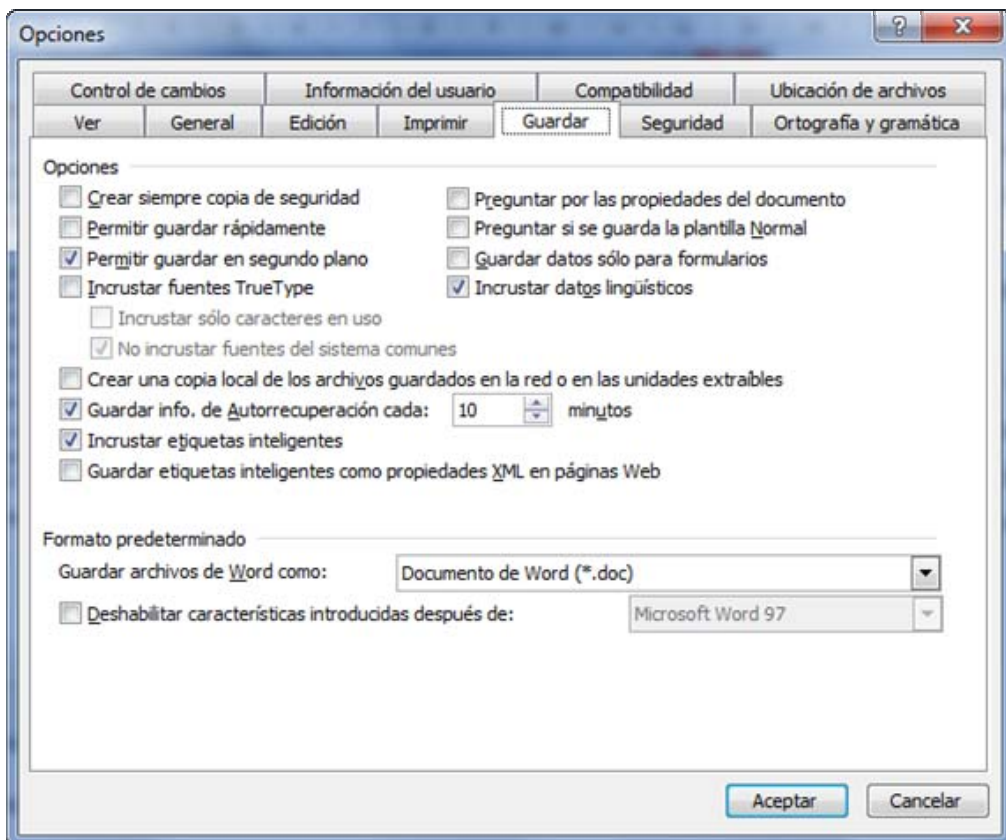 Opciones
Control de cambios Información del usuario Compatibilidad Ubicación de archivos
Ver General Edición Imprimir Guardar Seguridad Ortografía y gramática
Opciones
Crear siempre copia de seguridad Preguntar por las propiedades del documento
Permitir guardar rápidamente Preguntar si se guarda la plantilla Normal
Permitir guardar en segundo plano Guardar datos sólo para formularios
Incrustar fuentes TrueType Incrustar datos lingüísticos
Incrustar sólo caracteres en uso
No incrustar fuentes del sistema comunes
Crear una copia local de los archivos guardados en la red o en las unidades extraíbles
Guardar info. de Autorrecuperación cada: 10 minutos
Incrustar etiquetas inteligentes
Guardar etiquetas inteligentes como propiedades XML en páginas Web
Formato predeterminado
Guardar archivos de Word como: Documento de Word (*.doc)
Deshabilitar características introducidas después de: Microsoft Word 97
Aceptar Cancelar